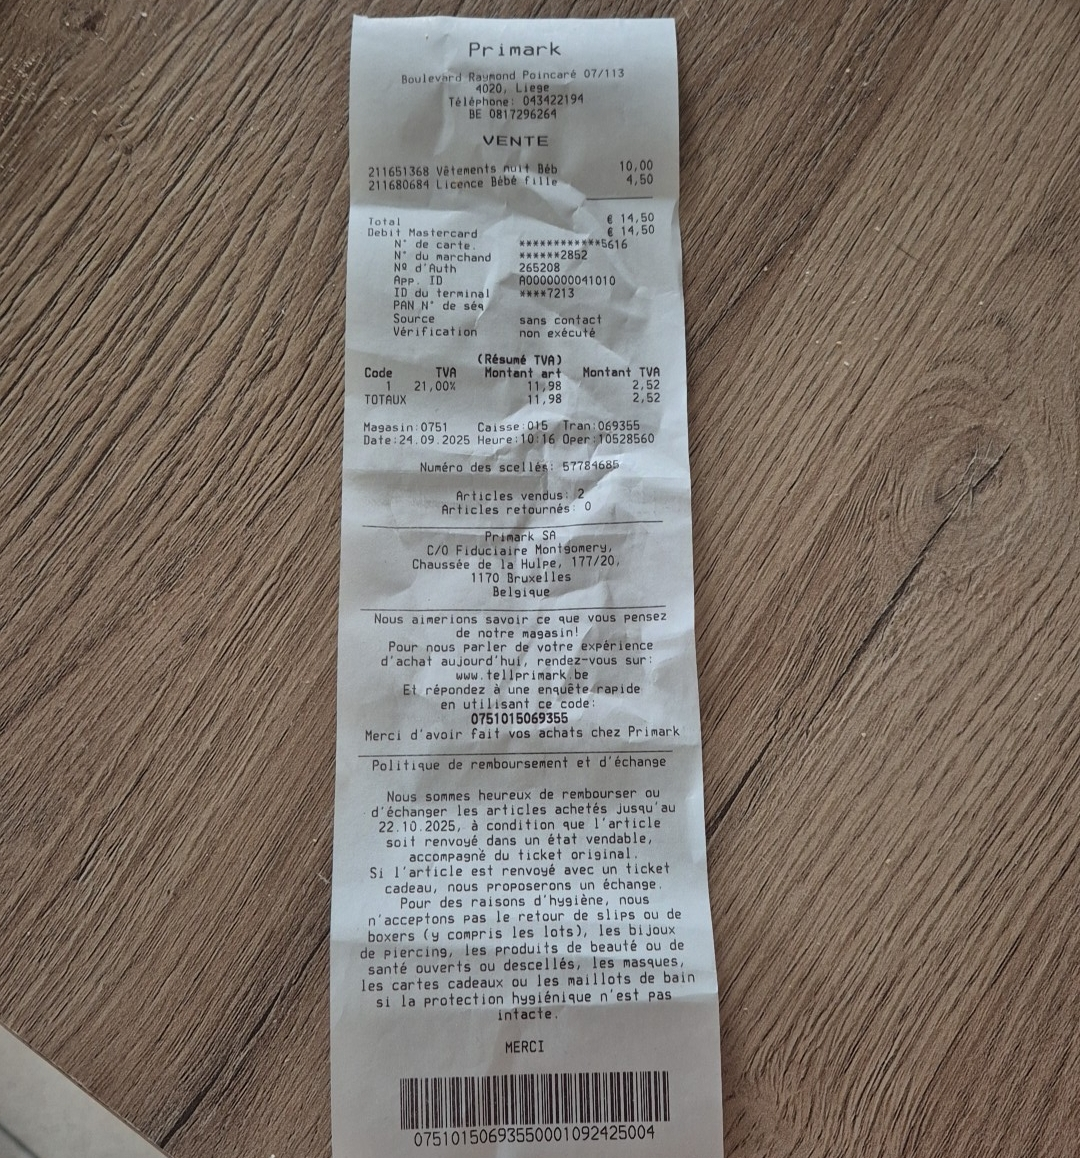 Primark
Boulevard Raymond Poincaré 07/113
4020, Liege
Téléphone: 043422194
BE 0817296264
VENTE
211651368 Vêtements nuit Béb 10,00
211680684 Licence Bébé fille 4,50
Total € 14,50
Debit Mastercard € 14,50
N° de carte. ************5616
N° du marchand ******2852
Nº d'Auth 265208
App. ID A0000000041010
ID du terminal ****7213
PAN N° de séq
Source sans contact
Vérification non exécuté
(Résumé TVA)
Code TVA Montant art Montant TVA
1 21,00% 11,98 2,52
TOTAUX 11,98 2,52
Magasin:0751 Caisse:015 Tran:069355
Date:24.09.2025 Heure:10:16 Oper:10528560
Numéro des scellés: 57784685
Articles vendus: 2
Articles retournés: 0
Primark SA
C/O Fiduciaire Montgomery,
Chaussée de la Hulpe, 177/20,
1170 Bruxelles
Belgique
Nous aimerions savoir ce que vous pensez
de notre magasin!
Pour nous parler de votre expérience
d'achat aujourd'hui, rendez-vous sur:
www.tellprimark.be
Et répondez à une enquête rapide
en utilisant ce code:
0751015069355
Merci d'avoir fait vos achats chez Primark
Politique de remboursement et d'échange
Nous sommes heureux de rembourser ou
d'échanger les articles achetés jusqu'au
22.10.2025, à condition que l'article
soit renvoyé dans un état vendable,
accompagné du ticket original.
Si l'article est renvoyé avec un ticket
cadeau, nous proposerons un échange.
Pour des raisons d'hygiène, nous
n'acceptons pas le retour de slips ou de
boxers (y compris les lots), les bijoux
de piercing, les produits de beauté ou de
santé ouverts ou descellés, les masques,
les cartes cadeaux ou les maillots de bain
si la protection hygiénique n'est pas
intacte.
MERCI
07510150693550001092425004